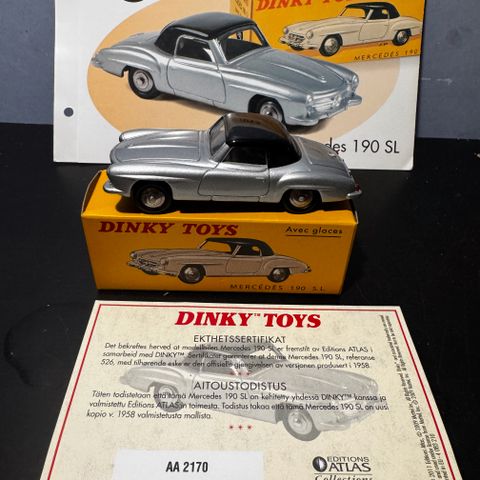 DINKY TOYS
MERCEDES 190
des 190 SL
DINKY TOYS
Avec glaces
MERCÉDÈS 190 S.L.
DINKY™ TOYS
EKTHETSSERTIFIKAT
Det bekreftes herved at modellbilen Mercedes 190 SL er fremstilt av Editions ATLAS i
samarbeid med DINKY™. Sertifikatet garanterer at denne Mercedes 190 SL, referanse
526, med tilhørende eske er den offisielle gjengivelsen av versjonen produsert i 1958.
AITOUSTODISTUS
Täten todistetaan että tämä Mercedes 190 SL on kehitetty yhdessä DINKY™ kanssa ja
valmistettu Editions ATLAS:in toimesta. Todistus takaa että tämä Mercedes 190 SL on uusi
kopio v. 1958 valmistetusta mallista.
AA 2170
EDITIONS
ATLAS
Collections